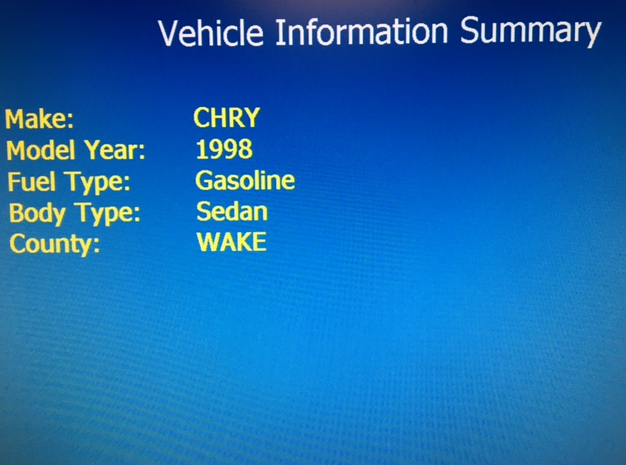 Vehicle Information Summary
Make: CHRY
Model Year: 1998
Fuel Type: Gasoline
Body Type: Sedan
County: WAKE